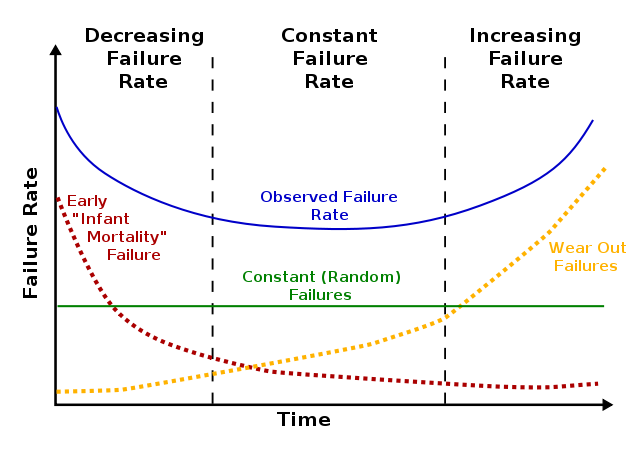 Decreasing
Failure
Rate
Constant
Failure
Rate
Increasing
Failure
Rate
Failure Rate
Early
"Infant
Mortality"
Failure
Observed Failure
Rate
Constant (Random)
Failures
Wear Out
Failures
Time